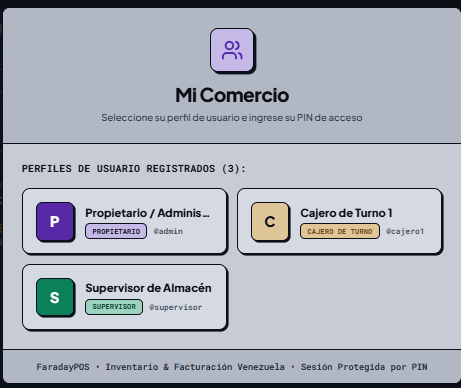 Mi Comercio
Seleccione su perfil de usuario e ingrese su PIN de acceso
PERFILES DE USUARIO REGISTRADOS (3):
P
Propietario / Adminis...
PROPIETARIO @admin
C
Cajero de Turno 1
CAJERO DE TURNO @cajero1
S
Supervisor de Almacén
SUPERVISOR @supervisor
FaradayPOS • Inventario & Facturación Venezuela • Sesión Protegida por PIN